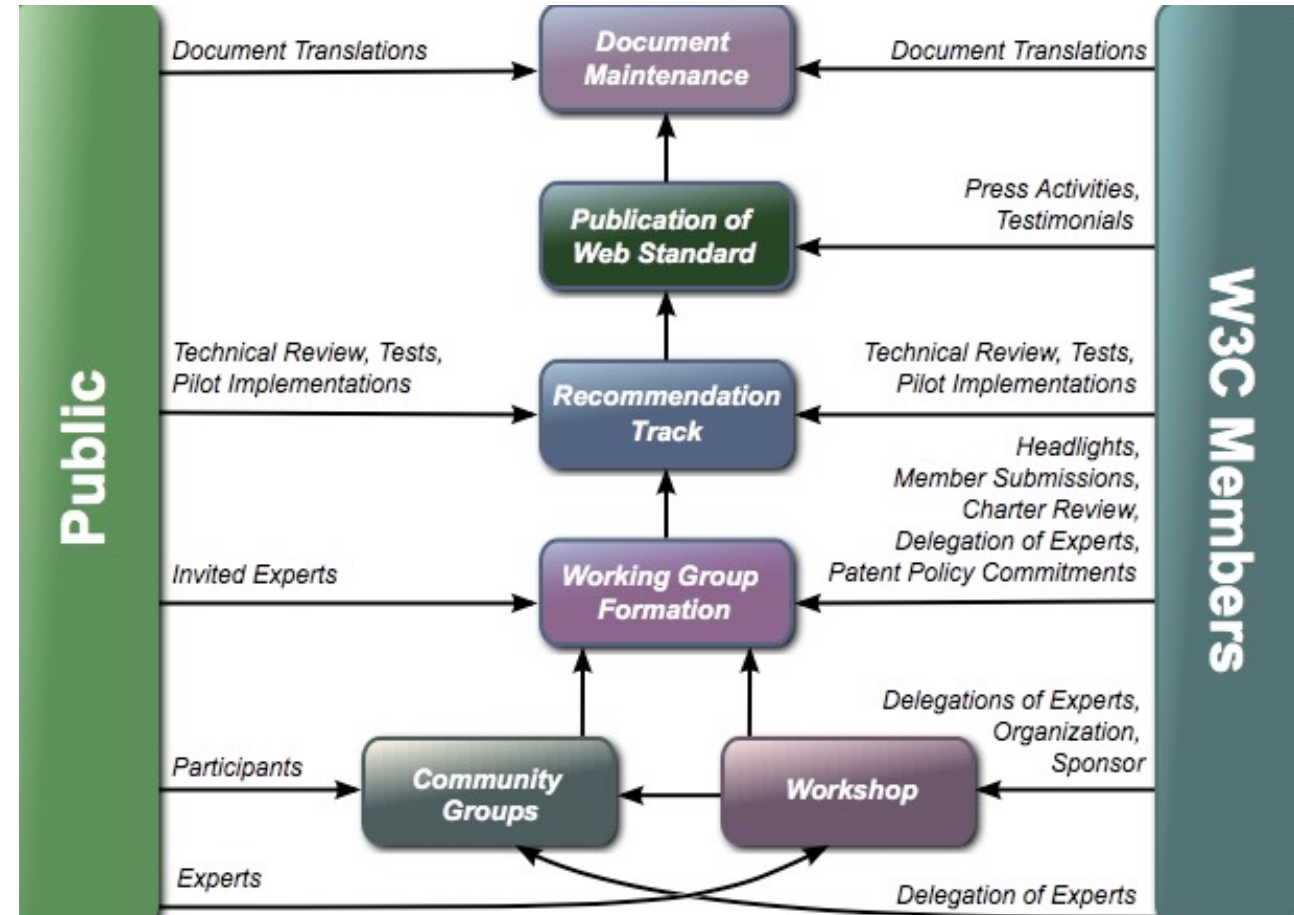 Public
W3C Members
Document Translations
Document
Maintenance
Document Translations
Publication of
Web Standard
Press Activities,
Testimonials
Technical Review, Tests,
Pilot Implementations
Recommendation
Track
Technical Review, Tests,
Pilot Implementations
Invited Experts
Working Group
Formation
Headlights,
Member Submissions,
Charter Review,
Delegation of Experts,
Patent Policy Commitments
Participants
Community
Groups
Workshop
Delegations of Experts,
Organization,
Sponsor
Experts
Delegation of Experts